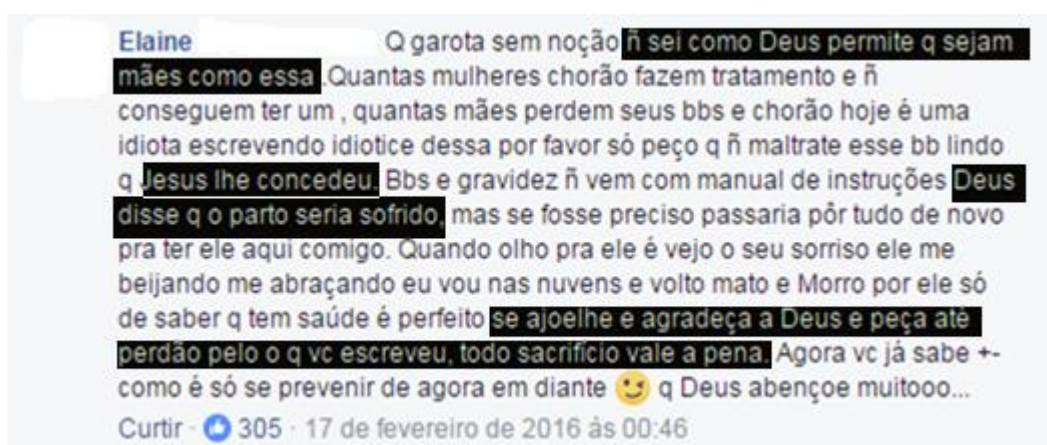 Elaine Q garota sem noção ñ sei como Deus permite q sejam
mães como essa .Quantas mulheres chorão fazem tratamento e ñ
conseguem ter um , quantas mães perdem seus bbs e chorão hoje é uma
idiota escrevendo idiotice dessa por favor só peço q ñ maltrate esse bb lindo
q Jesus lhe concedeu. Bbs e gravidez ñ vem com manual de instruções Deus
disse q o parto seria sofrido, mas se fosse preciso passaria pôr tudo de novo
pra ter ele aqui comigo. Quando olho pra ele é vejo o seu sorriso ele me
beijando me abraçando eu vou nas nuvens e volto mato e Morro por ele só
de saber q tem saúde é perfeito se ajoelhe e agradeça a Deus e peça atè
perdão pelo o q vc escreveu, todo sacrifício vale a pena. Agora vc já sabe +-
como é só se prevenir de agora em diante 😉 q Deus abençoe muitooo...
Curtir · 305 · 17 de fevereiro de 2016 às 00:46